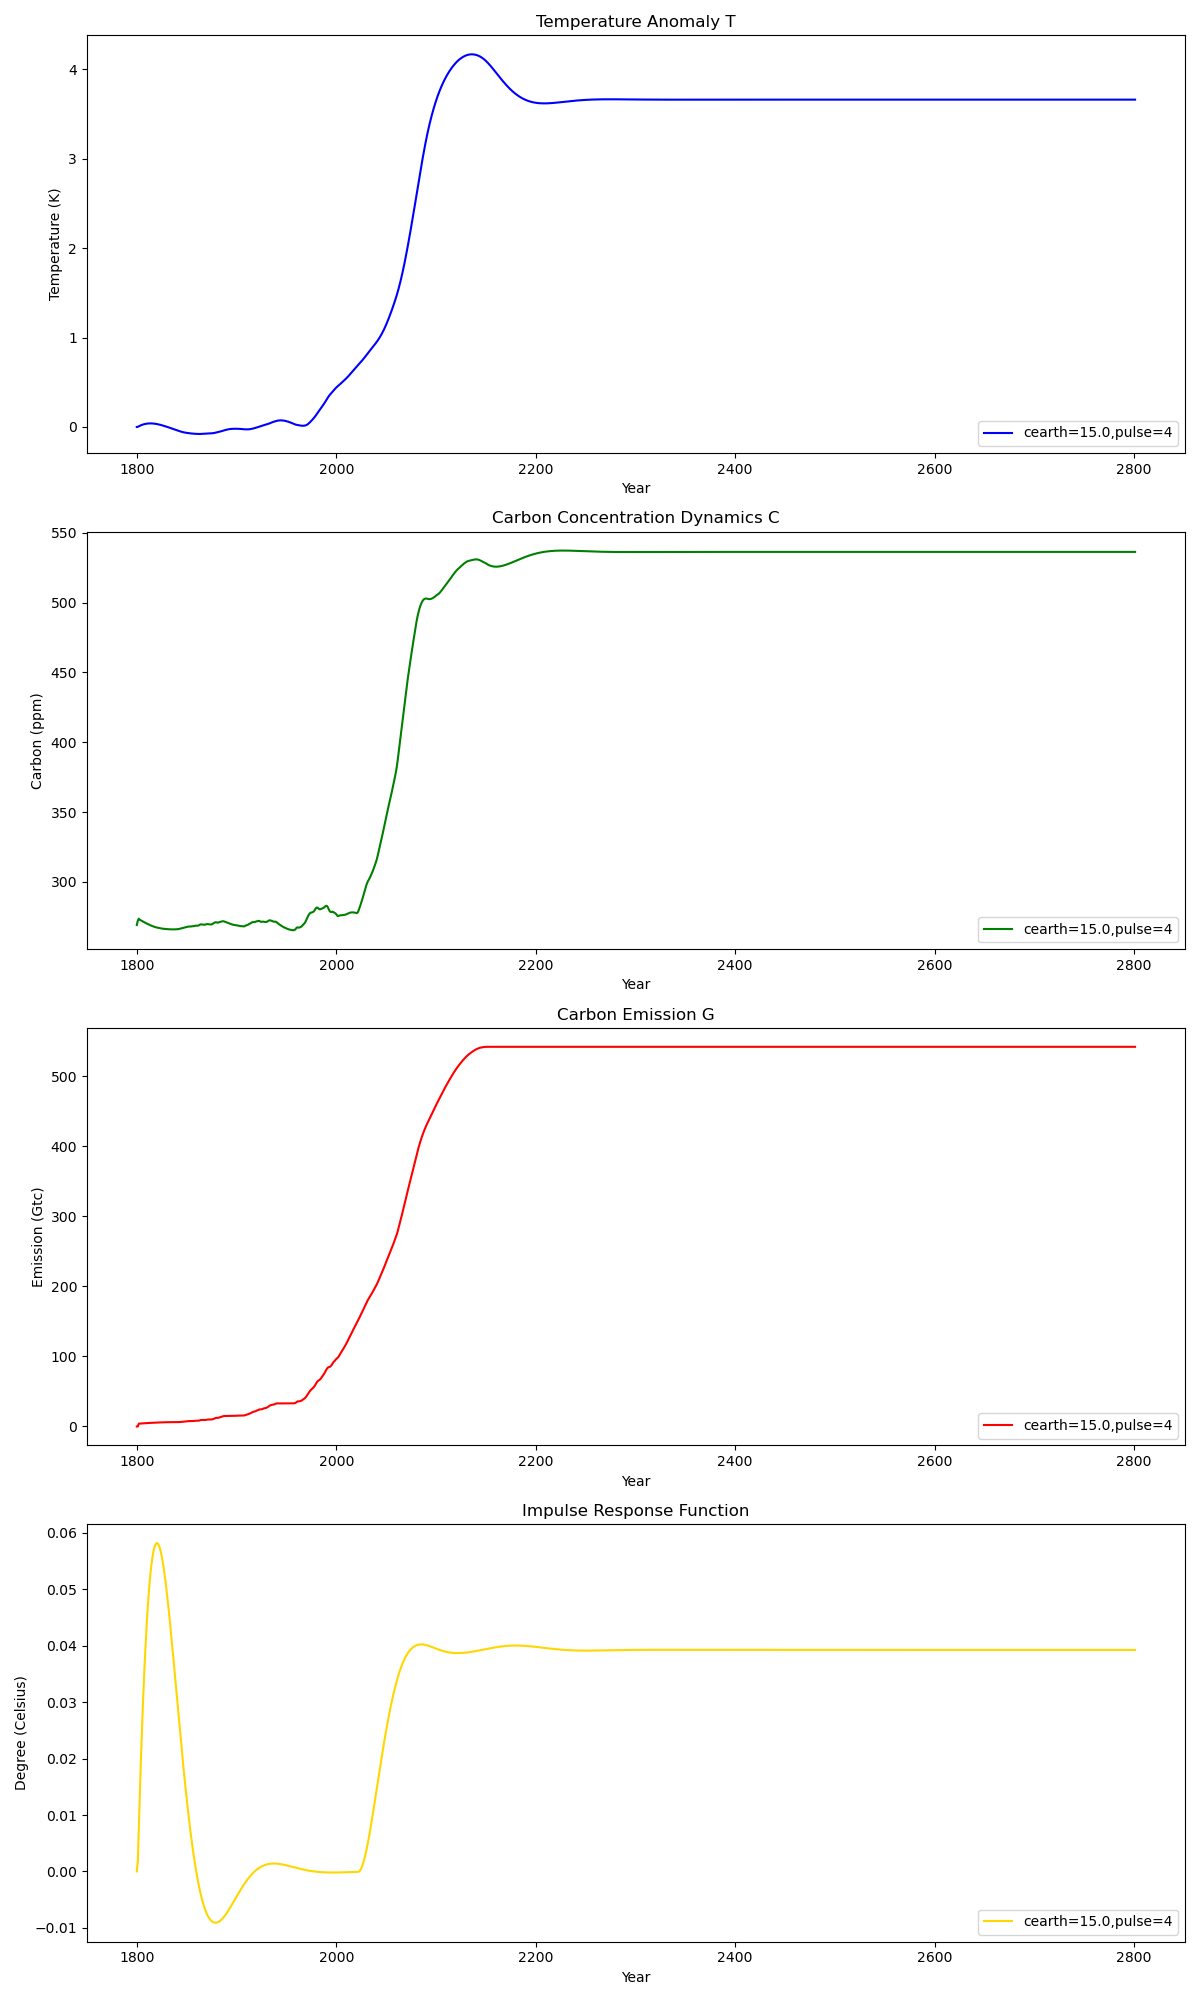 Temperature Anomaly T
4
3
2
1
0
Temperature (K)
cearth=15.0,pulse=4
1800 2000 2200 2400 2600 2800
Year
Carbon Concentration Dynamics C
550
500
450
400
350
300
Carbon (ppm)
cearth=15.0,pulse=4
1800 2000 2200 2400 2600 2800
Year
Carbon Emission G
500
400
300
200
100
0
Emission (Gtc)
cearth=15.0,pulse=4
1800 2000 2200 2400 2600 2800
Year
Impulse Response Function
0.06
0.05
0.04
0.03
0.02
0.01
0.00
−0.01
Degree (Celsius)
cearth=15.0,pulse=4
1800 2000 2200 2400 2600 2800
Year